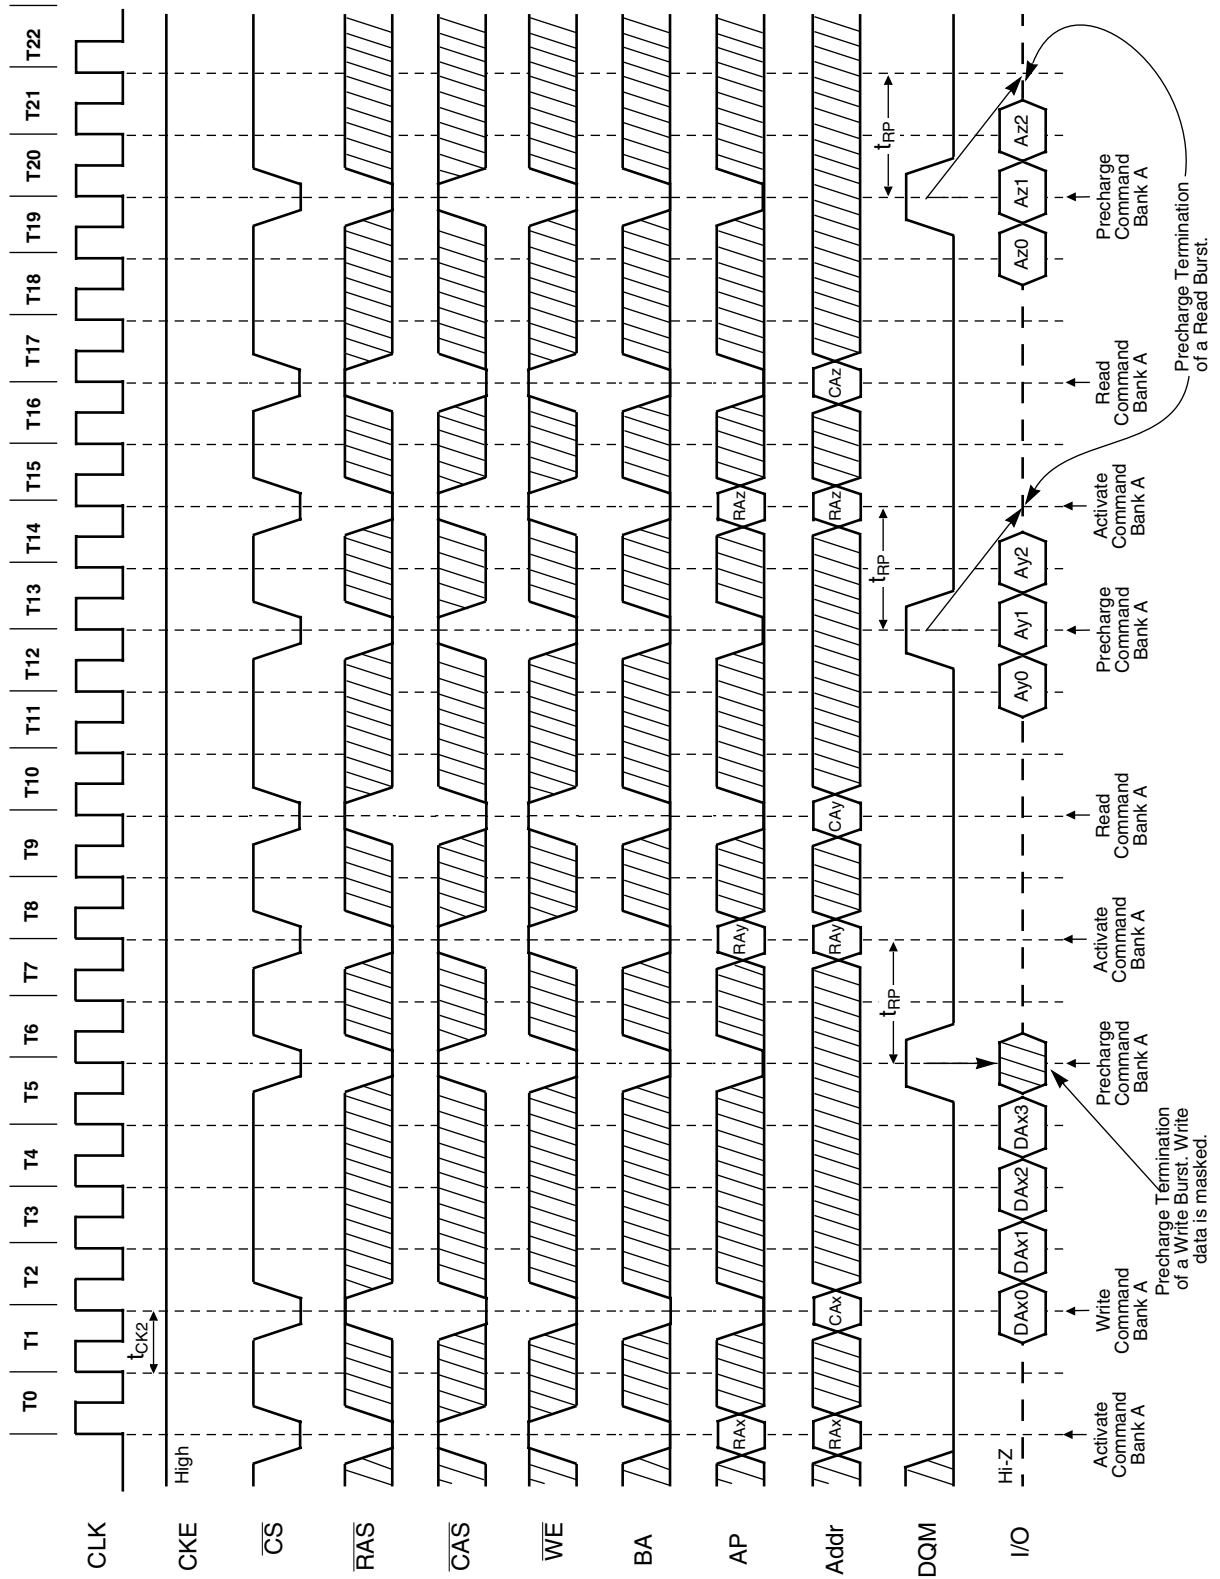 T0 T1 T2 T3 T4 T5 T6 T7 T8 T9 T10 T11 T12 T13 T14 T15 T16 T17 T18 T19 T20 T21 T22
CLK
tCK2
CKE
High
CS
RAS
CAS
WE
BA
AP
RAx RAy RAz
Addr
RAx CAx RAy CAy RAz CAz
tRP tRP tRP
DQM
I/O
Hi-Z
DAx0 DAx1 DAx2 DAx3 Ay0 Ay1 Ay2 Az0 Az1 Az2
Activate
Command
Bank A
Write
Command
Bank A
Precharge
Command
Bank A
Activate
Command
Bank A
Read
Command
Bank A
Precharge
Command
Bank A
Activate
Command
Bank A
Read
Command
Bank A
Precharge
Command
Bank A
Precharge Termination
of a Write Burst. Write
data is masked.
Precharge Termination
of a Read Burst.